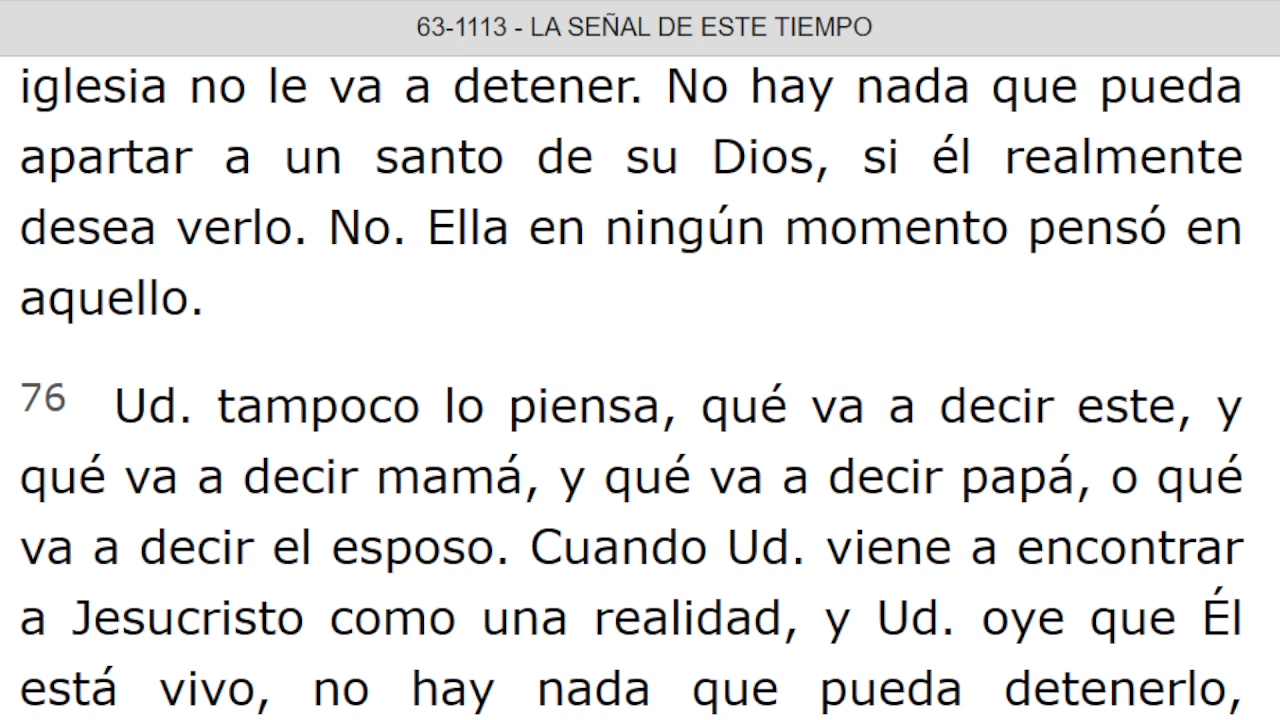 63-1113 - LA SEÑAL DE ESTE TIEMPO
iglesia no le va a detener. No hay nada que pueda
apartar a un santo de su Dios, si él realmente
desea verlo. No. Ella en ningún momento pensó en
aquello.
76 Ud. tampoco lo piensa, qué va a decir este, y
qué va a decir mamá, y qué va a decir papá, o qué
va a decir el esposo. Cuando Ud. viene a encontrar
a Jesucristo como una realidad, y Ud. oye que Él
está vivo, no hay nada que pueda detenerlo,